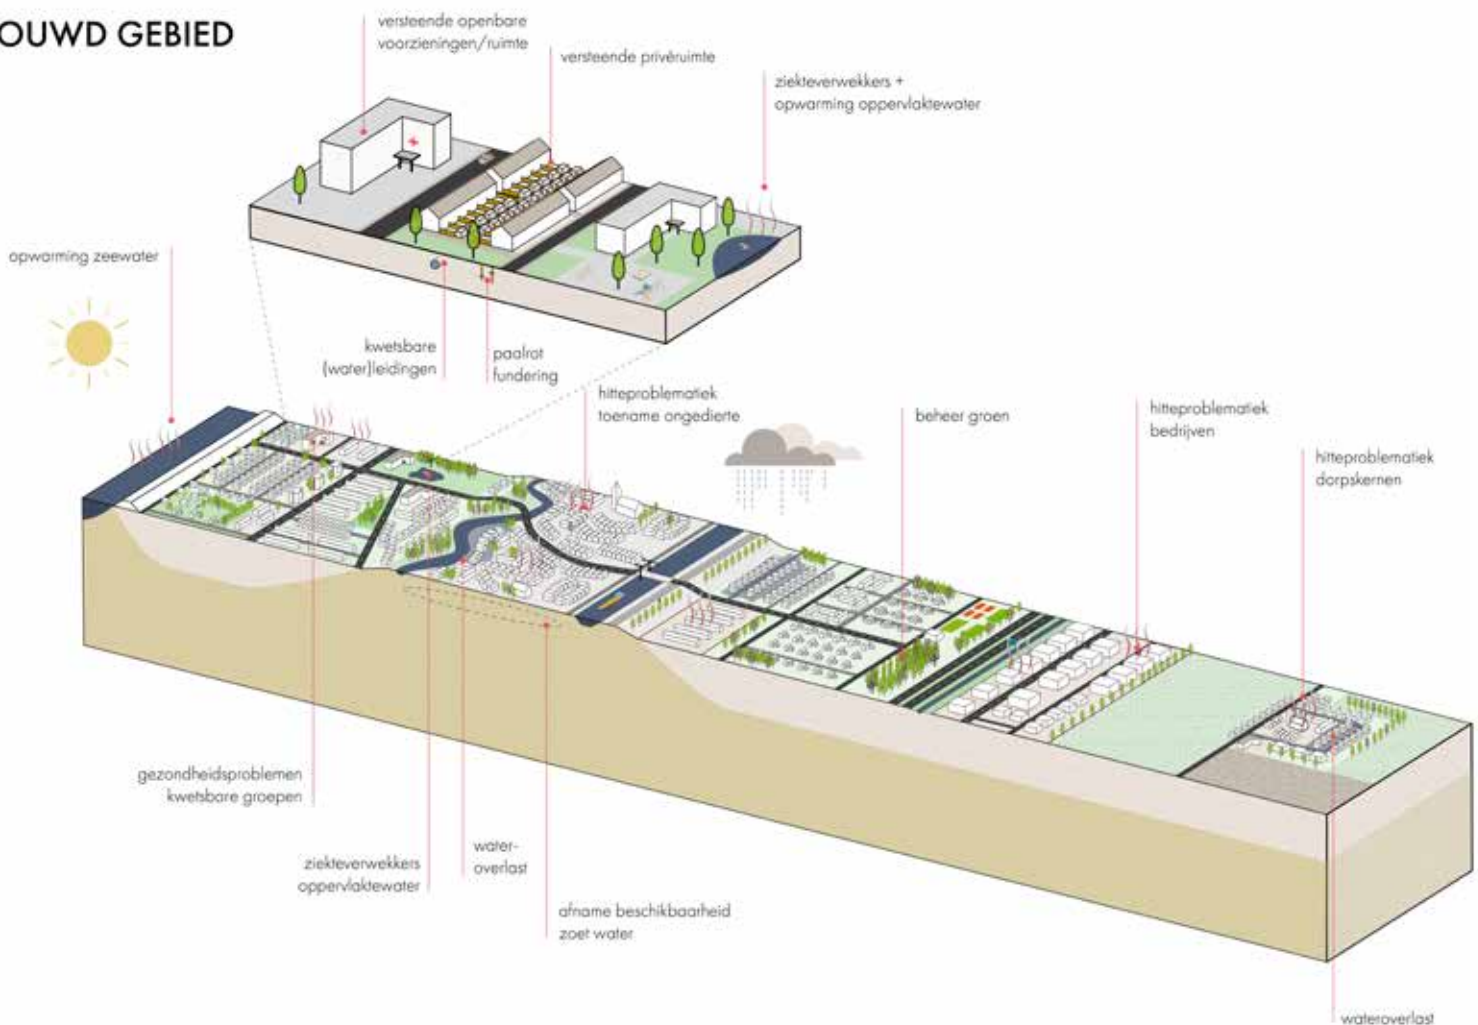 OUWD GEBIED
versteende openbare
voorzieningen/ruimte
versteende privéruimte
ziekteverwekkers +
opwarming oppervlaktewater
opwarming zeewater
kwetsbare
(water)leidingen
paalrot
fundering
hitteproblematiek
toename ongedierte
beheer groen
hitteproblematiek
bedrijven
hitteproblematiek
dorpskernen
gezondheidsproblemen
kwetsbare groepen
ziekteverwekkers
oppervlaktewater
water-
overlast
afname beschikbaarheid
zoet water
wateroverlast